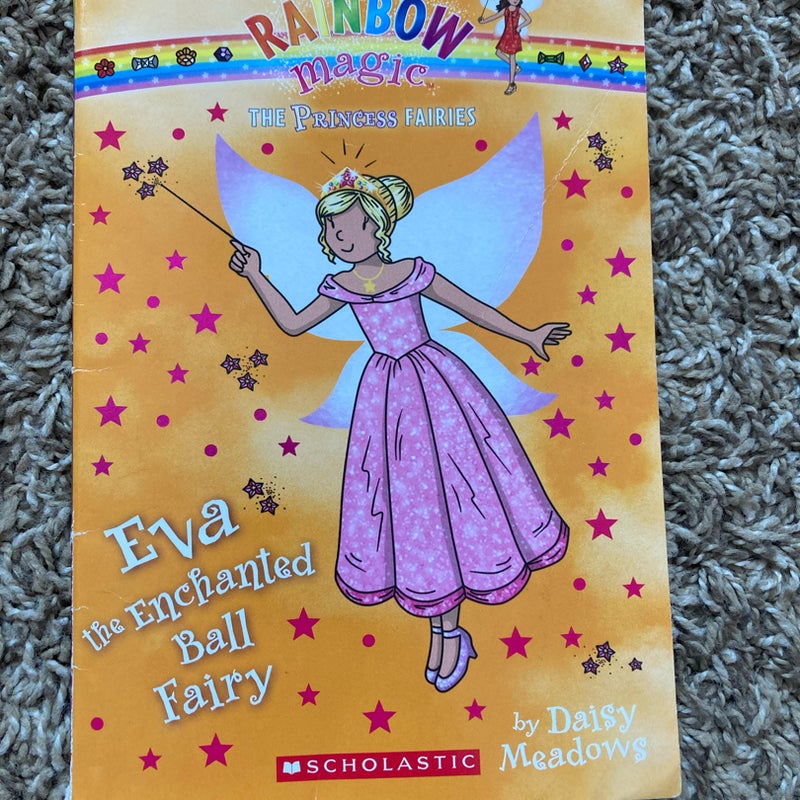 RAINBOW
magic
THE PRINCESS FAIRIES
Eva
the Enchanted
Ball
Fairy
by Daisy
Meadows
SCHOLASTIC